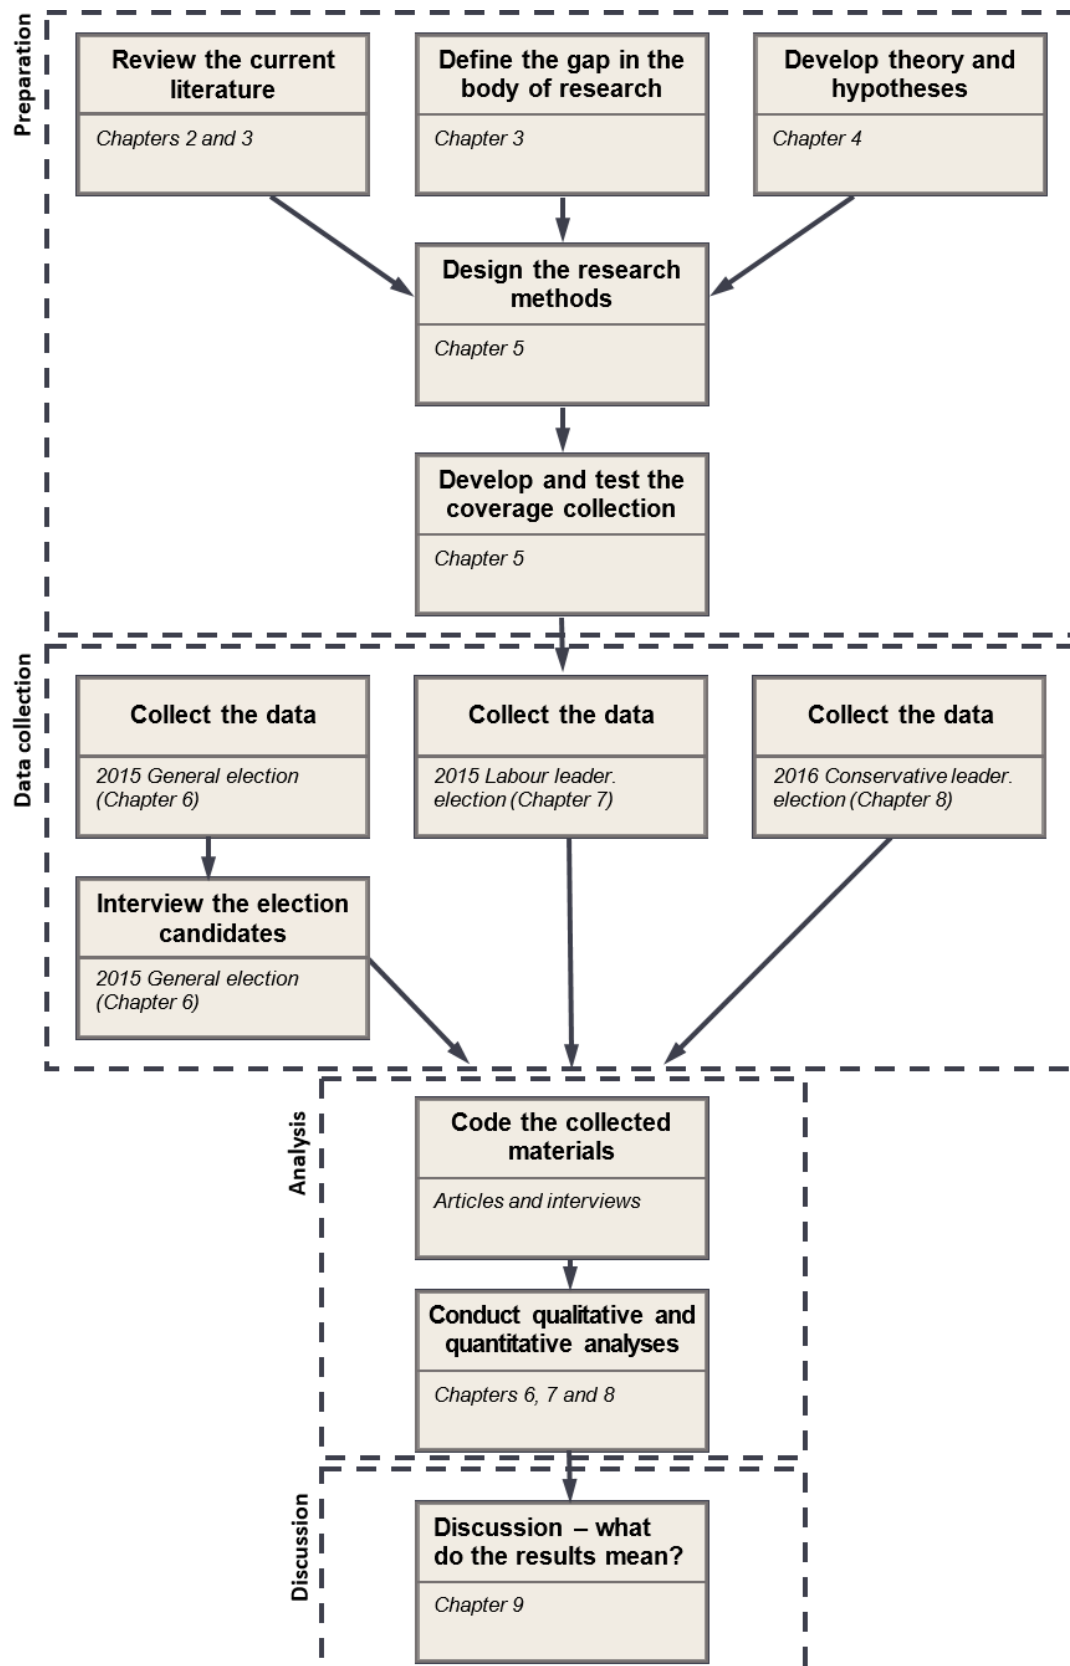 Preparation
Review the current
literature
Chapters 2 and 3
Define the gap in the
body of research
Chapter 3
Develop theory and
hypotheses
Chapter 4
Design the research
methods
Chapter 5
Develop and test the
coverage collection
Chapter 5
Data collection
Collect the data
2015 General election
(Chapter 6)
Collect the data
2015 Labour leader.
election (Chapter 7)
Collect the data
2016 Conservative leader.
election (Chapter 8)
Interview the election
candidates
2015 General election
(Chapter 6)
Analysis
Code the collected
materials
Articles and interviews
Conduct qualitative and
quantitative analyses
Chapters 6, 7 and 8
Discussion
Discussion – what
do the results mean?
Chapter 9